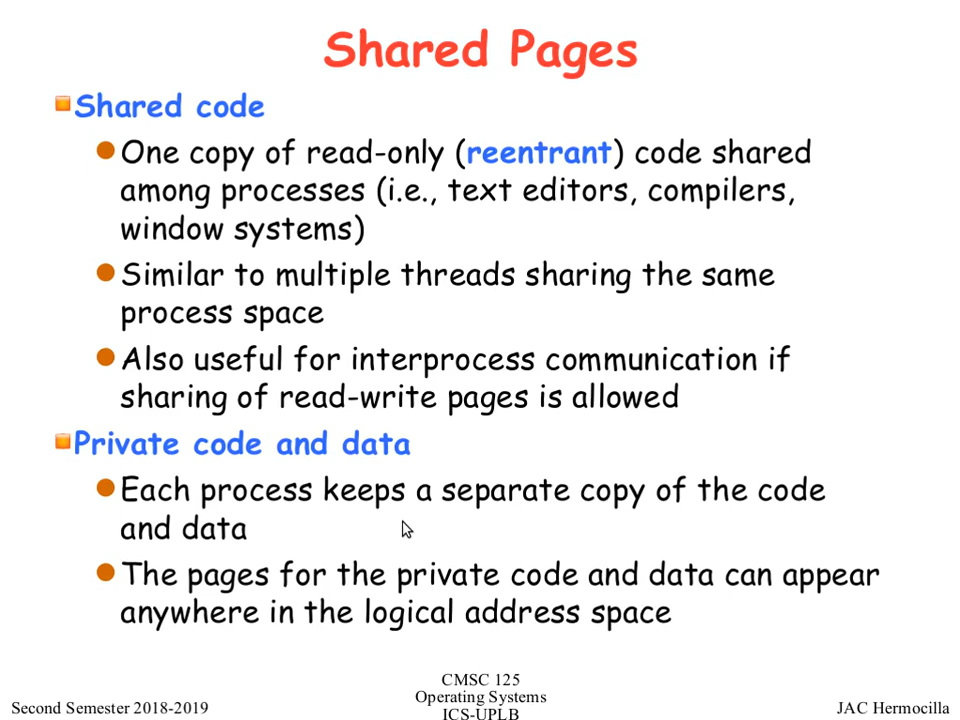 Shared Pages
Shared code
One copy of read-only (reentrant) code shared
among processes (i.e., text editors, compilers,
window systems)
Similar to multiple threads sharing the same
process space
Also useful for interprocess communication if
sharing of read-write pages is allowed
Private code and data
Each process keeps a separate copy of the code
and data
The pages for the private code and data can appear
anywhere in the logical address space
Second Semester 2018-2019
CMSC 125
Operating Systems
ICS-UPLB
JAC Hermocilla